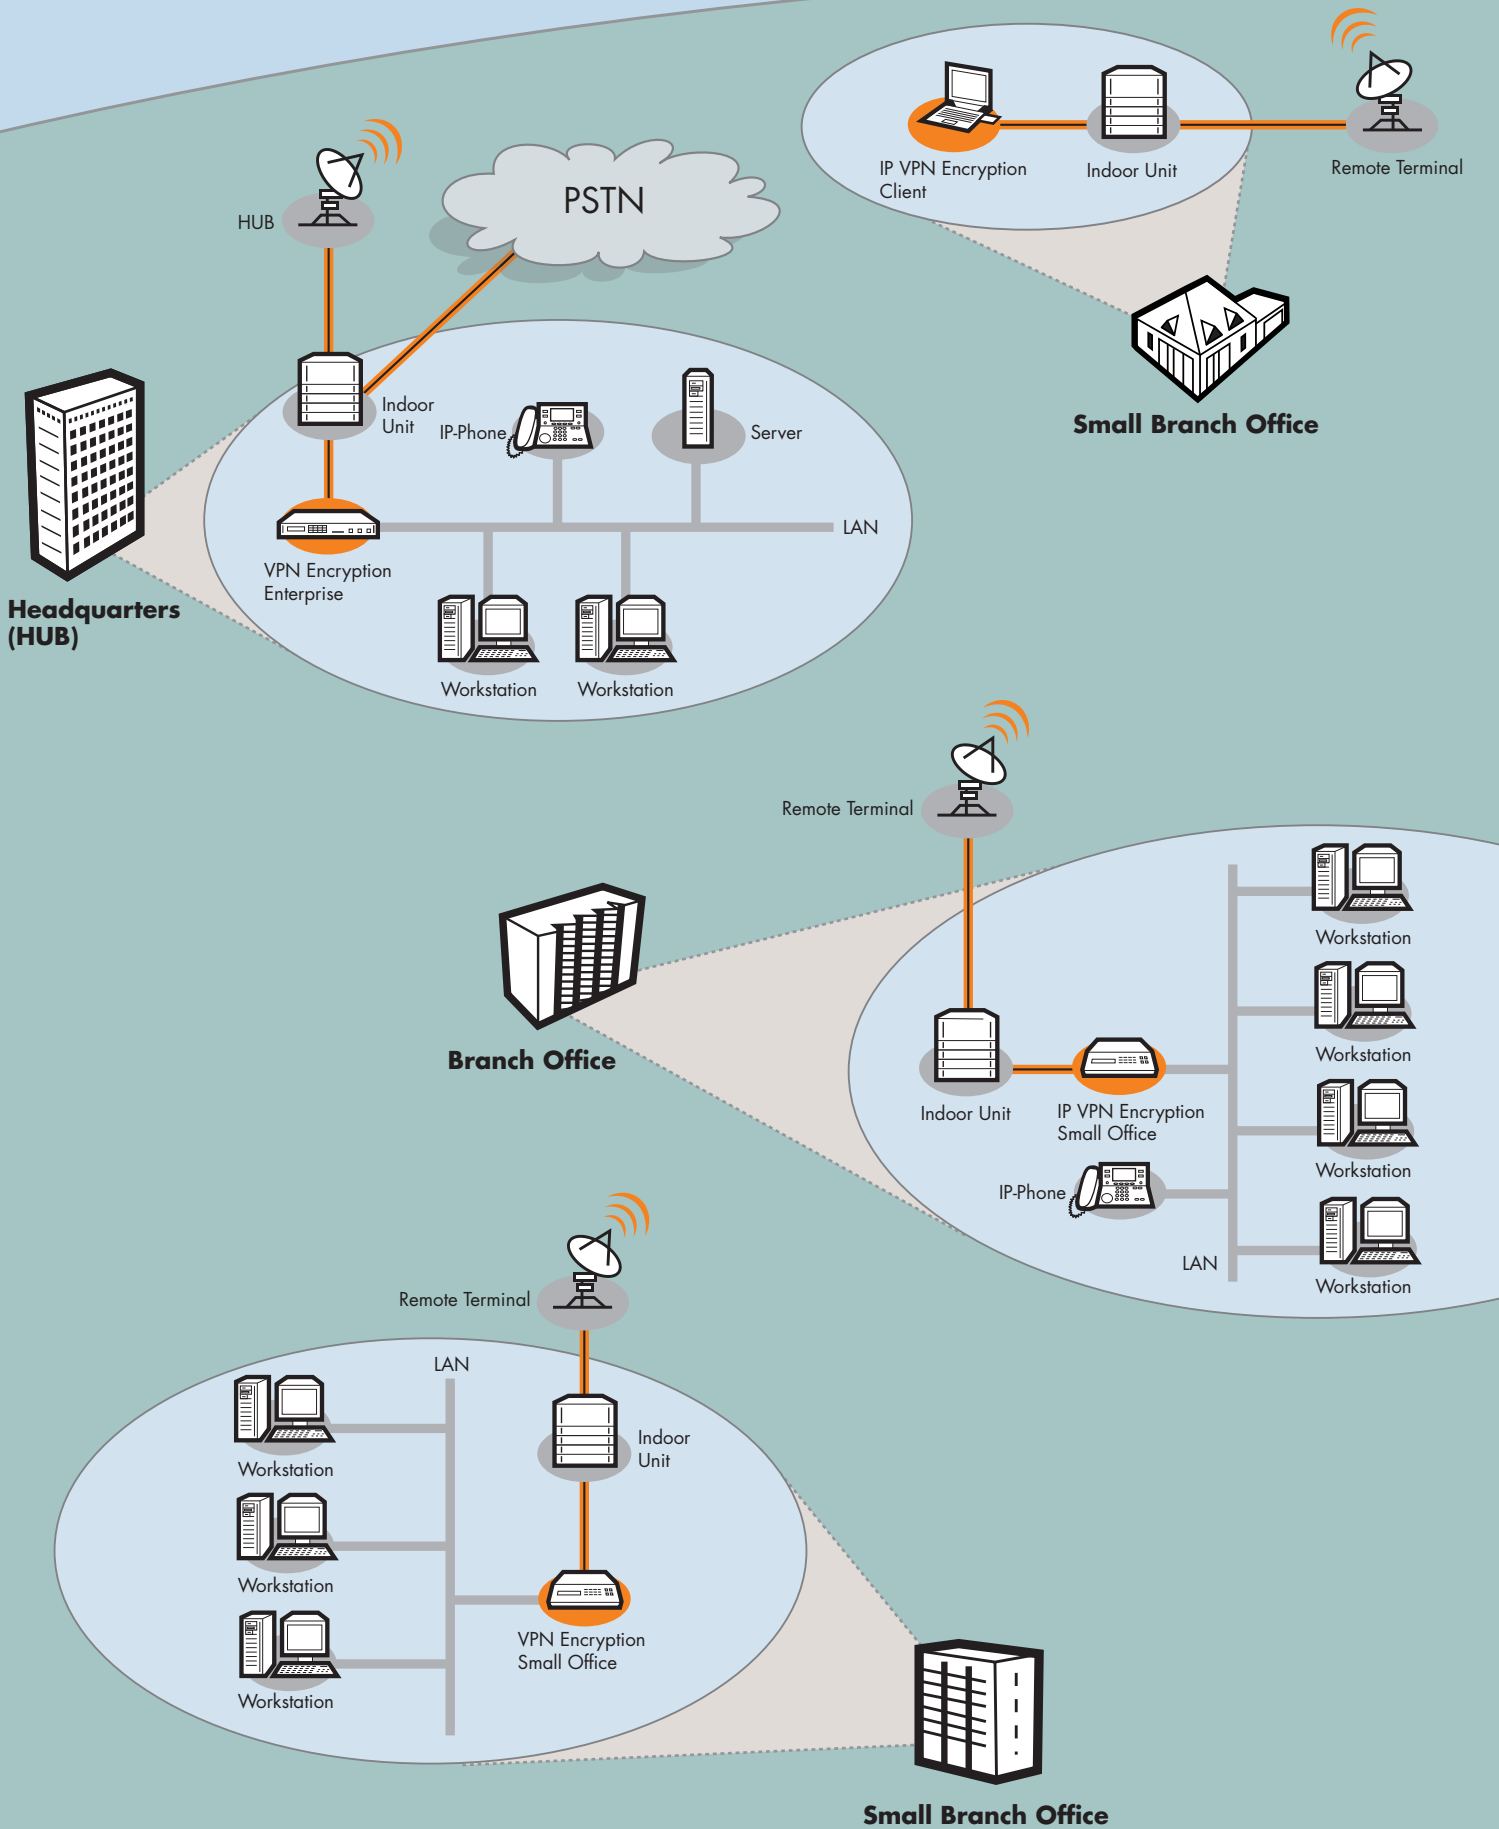 IP VPN Encryption
Client
Indoor Unit
Remote Terminal
Small Branch Office
HUB
PSTN
Indoor
Unit
IP-Phone
Server
LAN
VPN Encryption
Enterprise
Workstation
Workstation
Headquarters
(HUB)
Remote Terminal
Branch Office
Workstation
Workstation
Indoor Unit
IP VPN Encryption
Small Office
Workstation
IP-Phone
LAN
Workstation
Remote Terminal
LAN
Indoor
Unit
Workstation
Workstation
VPN Encryption
Small Office
Workstation
Small Branch Office